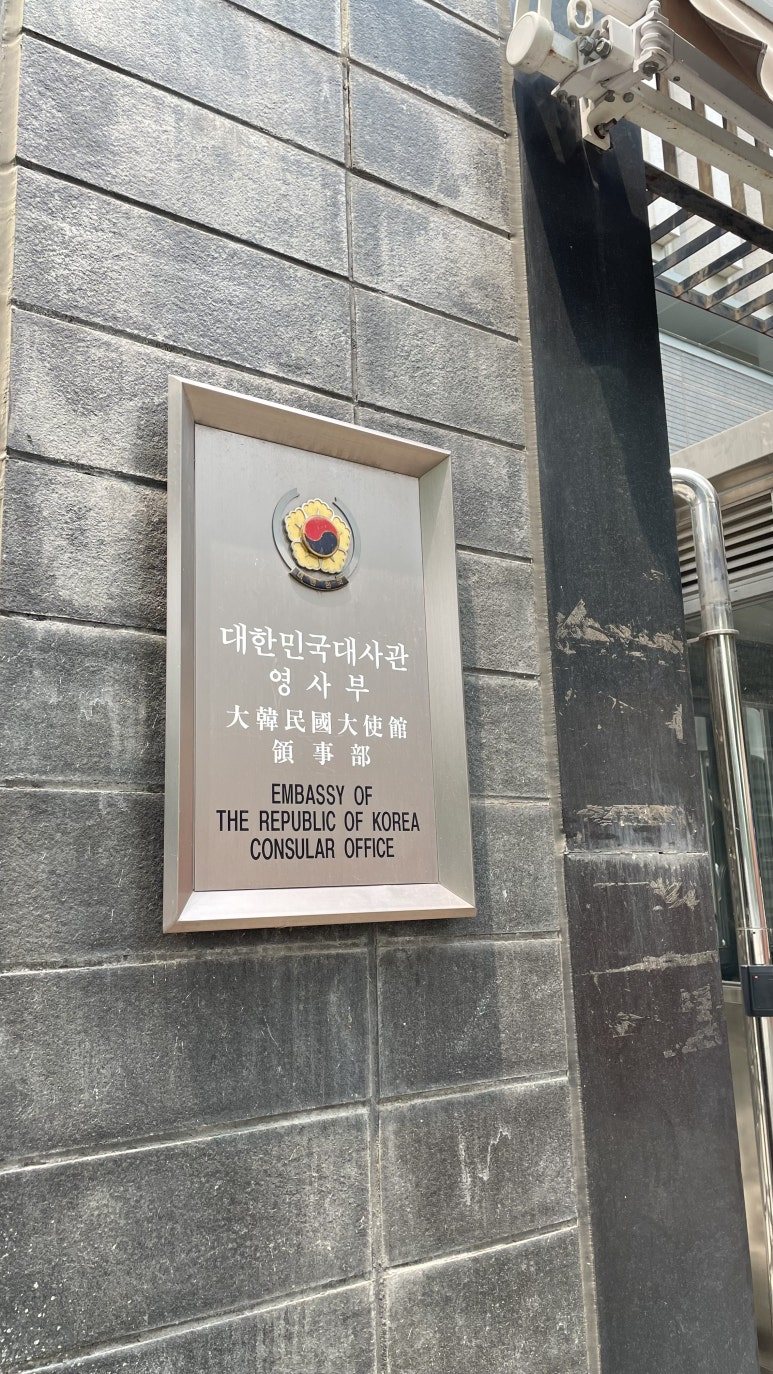 대한민국대사관
영사부
大韓民國大使館
領事部
EMBASSY OF
THE REPUBLIC OF KOREA
CONSULAR OFFICE